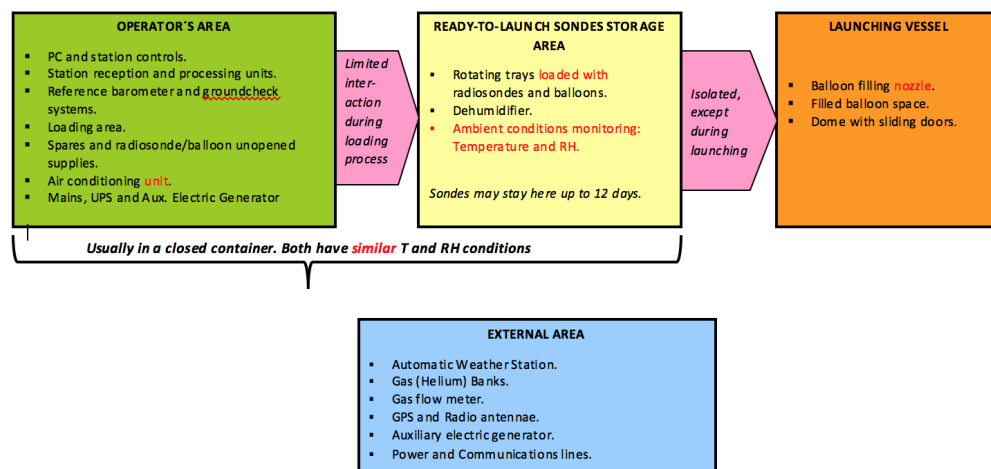 OPERATOR´S AREA
▪ PC and station controls.
▪ Station reception and processing units.
▪ Reference barometer and groundcheck
systems.
▪ Loading area.
▪ Spares and radiosonde/balloon unopened
supplies.
▪ Air conditioning unit.
▪ Mains, UPS and Aux. Electric Generator
Limited
inter-
action
during
loading
process
READY-TO-LAUNCH SONDES STORAGE
AREA
▪ Rotating trays loaded with
radiosondes and balloons.
▪ Dehumidifier.
▪ Ambient conditions monitoring:
Temperature and RH.
Sondes may stay here up to 12 days.
Isolated,
except
during
launching
LAUNCHING VESSEL
▪ Balloon filling nozzle.
▪ Filled balloon space.
▪ Dome with sliding doors.
Usually in a closed container. Both have similar T and RH conditions
EXTERNAL AREA
▪ Automatic Weather Station.
▪ Gas (Helium) Banks.
▪ Gas flow meter.
▪ GPS and Radio antennae.
▪ Auxiliary electric generator.
▪ Power and Communications lines.